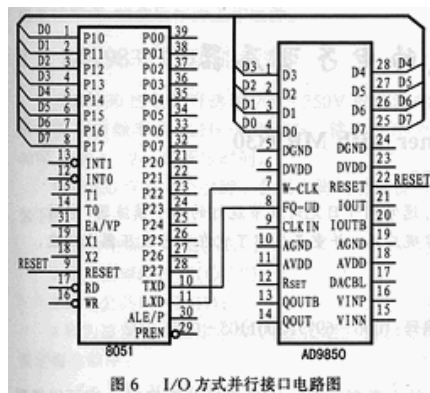 D0 1 P10 P00 39
D1 2 P11 P01 38
D2 3 P12 P02 37
D3 4 P13 P03 36
D4 5 P14 P04 35
D5 6 P15 P05 34
D6 7 P16 P06 33
D7 8 P17 P07 32
13 INT1 P20 21
12 INT0 P21 22
15 T1 P22 23
14 T0 P23 24
31 EA/VP P24 25
19 X1 P25 26
18 X2 P26 27
RESET 9 RESET P27 28
17 RD TXD 10
16 WR LXD 11
ALE/P 30
PREN 29
8051
D3 1 D3 D4 28 D4
D2 2 D2 D5 27 D5
D1 3 D1 D6 26 D6
D0 4 D0 D7 25 D7
5 DGND DGND 24
6 DVDD DVDD 23
7 W-CLK RESET 22 RESET
8 FQ-UD IOUT 21
9 CLKIN OUTB 20
10 AGND AGND 19
11 AVDD AVDD 18
12 RSET DACBL 17
13 QOUTB VINP 16
14 QOUT VINN 15
AD9850
图 6 I/O 方式并行接口电路图